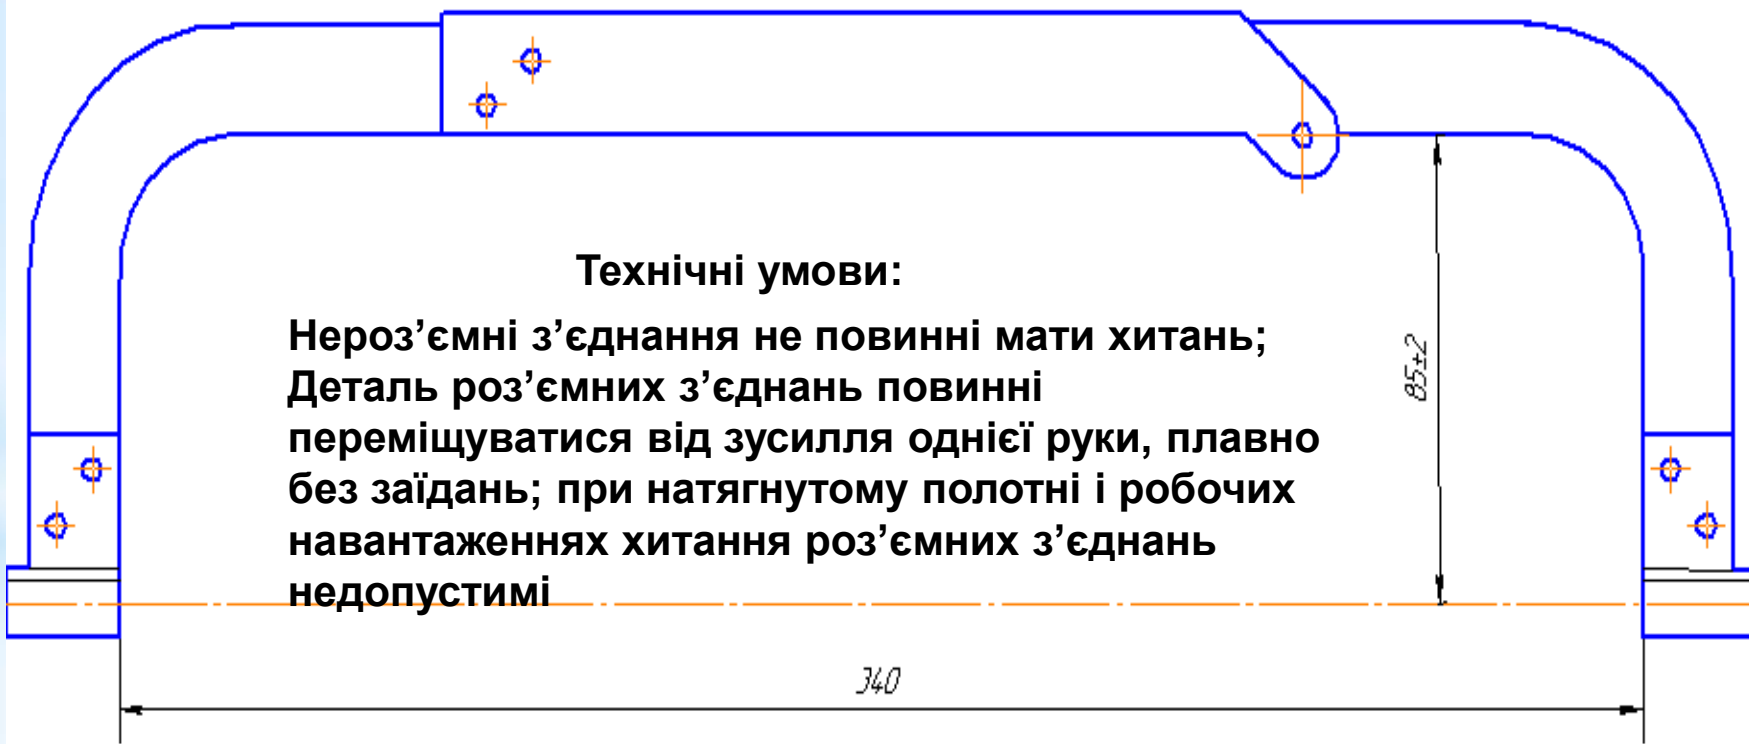 Технічні умови:
Нероз’ємні з’єднання не повинні мати хитань;
Деталь роз’ємних з’єднань повинні
переміщуватися від зусилля однієї руки, плавно
без заїдань; при натягнутому полотні і робочих
навантаженнях хитання роз’ємних з’єднань
недопустимі
85±2
340